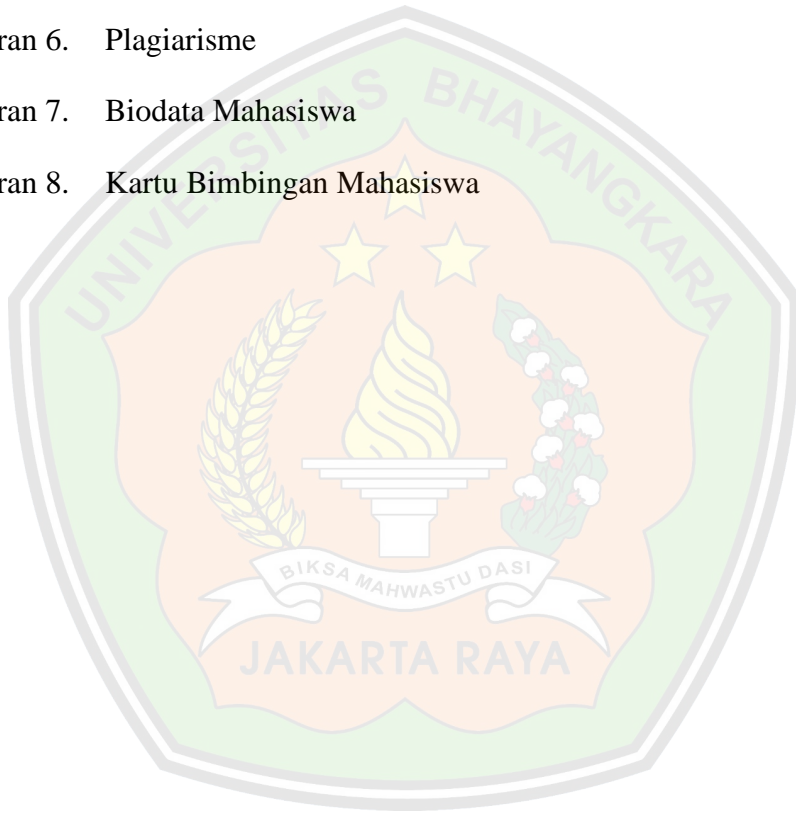 ran 6. Plagiarisme
ran 7. Biodata Mahasiswa
ran 8. Kartu Bimbingan Mahasiswa
UNIVERSITAS BHAYANGKARA
BIKSA MAHWASTU DASI
JAKARTA RAYA